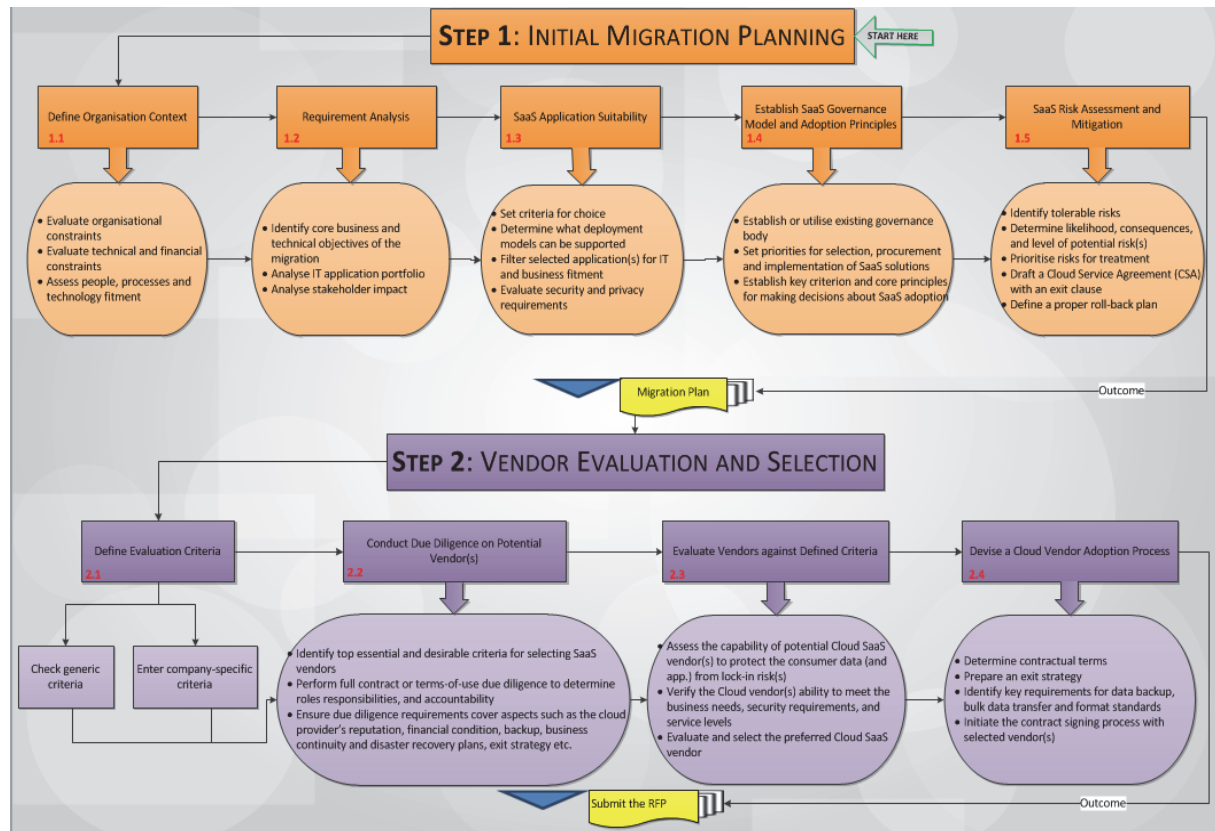 STEP 1: INITIAL MIGRATION PLANNING
START HERE
Define Organisation Context
1.1
Requirement Analysis
1.2
SaaS Application Suitability
1.3
Establish SaaS Governance
Model and Adoption Principles
1.4
SaaS Risk Assessment and
Mitigation
1.5
• Evaluate organisational
constraints
• Evaluate technical and financial
constraints
• Assess people, processes and
technology fitment
• Identify core business and
technical objectives of the
migration
• Analyse IT application portfolio
• Analyse stakeholder impact
• Set criteria for choice
• Determine what deployment
models can be supported
• Filter selected application(s) for IT
and business fitment
• Evaluate security and privacy
requirements
• Establish or utilise existing governance
body
• Set priorities for selection, procurement
and implementation of SaaS solutions
• Establish key criterion and core principles
for making decisions about SaaS adoption
• Identify tolerable risks
• Determine likelihood, consequences,
and level of potential risk(s)
• Prioritise risks for treatment
• Draft a Cloud Service Agreement (CSA)
with an exit clause
• Define a proper roll-back plan
Migration Plan
Outcome
STEP 2: VENDOR EVALUATION AND SELECTION
Define Evaluation Criteria
2.1
Conduct Due Diligence on Potential
Vendor(s)
2.2
Evaluate Vendors against Defined Criteria
2.3
Devise a Cloud Vendor Adoption Process
2.4
Check generic
criteria
Enter company-specific
criteria
• Identify top essential and desirable criteria for selecting SaaS
vendors
• Perform full contract or terms-of-use due diligence to determine
roles responsibilities, and accountability
• Ensure due diligence requirements cover aspects such as the cloud
provider's reputation, financial condition, backup, business
continuity and disaster recovery plans, exit strategy etc.
• Assess the capability of potential Cloud SaaS
vendor(s) to protect the consumer data (and
app.) from lock-in risk(s)
• Verify the Cloud vendor(s) ability to meet the
business needs, security requirements, and
service levels
• Evaluate and select the preferred Cloud SaaS
vendor
• Determine contractual terms
• Prepare an exit strategy
• Identify key requirements for data backup,
bulk data transfer and format standards
• Initiate the contract signing process with
selected vendor(s)
Submit the RFP
Outcome